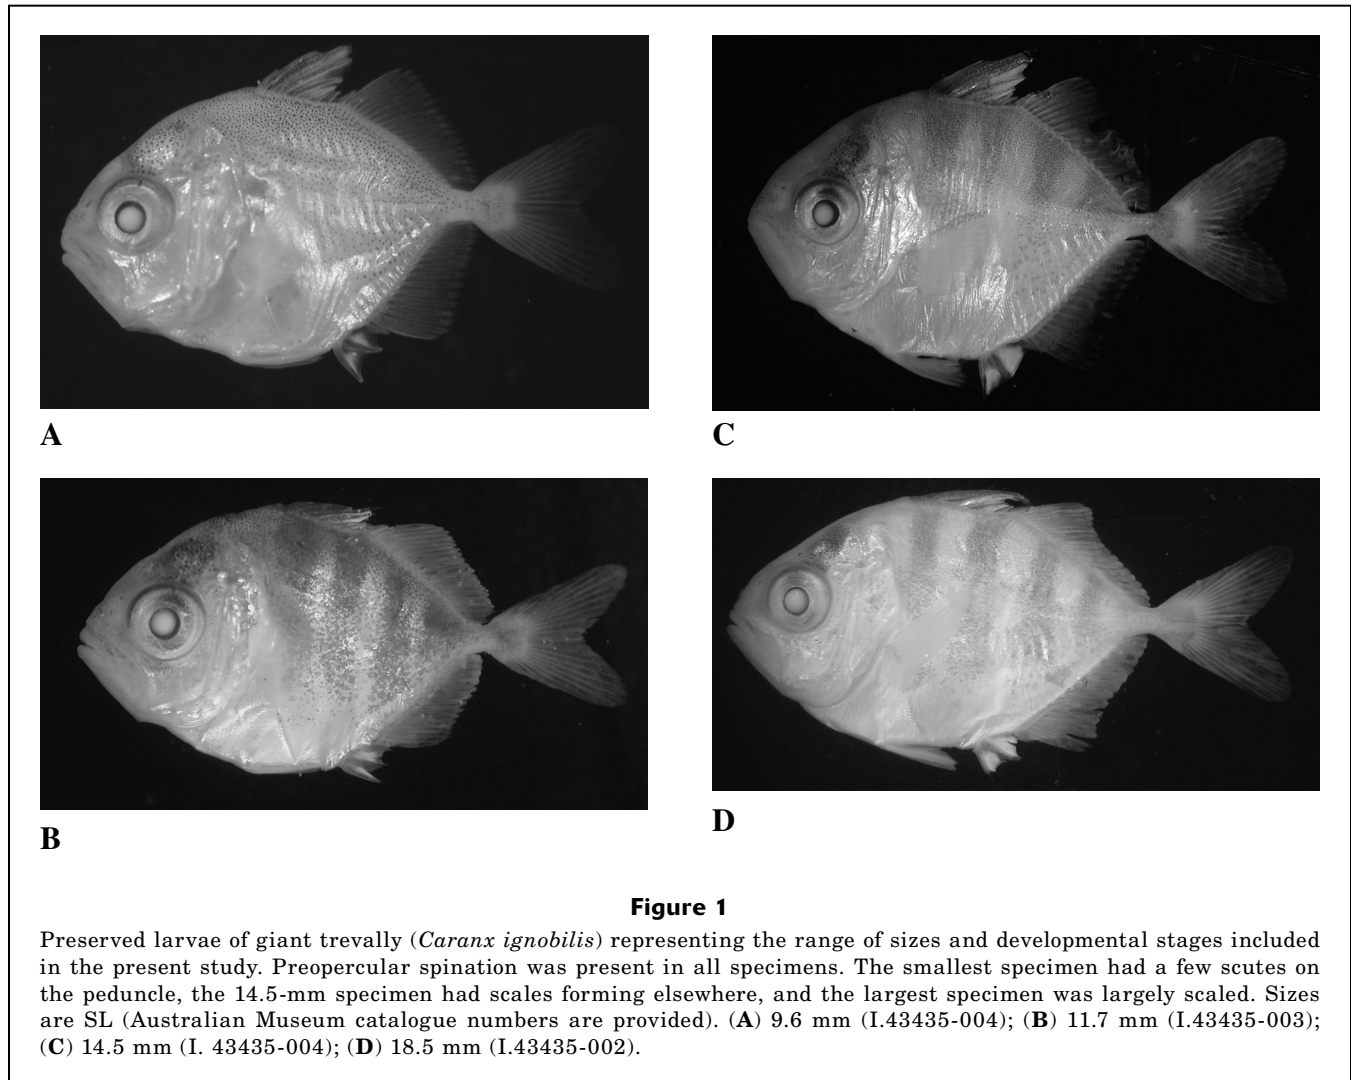 A
C
B
D
Figure 1
Preserved larvae of giant trevally (Caranx ignobilis) representing the range of sizes and developmental stages included
in the present study. Preopercular spination was present in all specimens. The smallest specimen had a few scutes on
the peduncle, the 14.5-mm specimen had scales forming elsewhere, and the largest specimen was largely scaled. Sizes
are SL (Australian Museum catalogue numbers are provided). (A) 9.6 mm (I.43435-004); (B) 11.7 mm (I.43435-003);
(C) 14.5 mm (I. 43435-004); (D) 18.5 mm (I.43435-002).